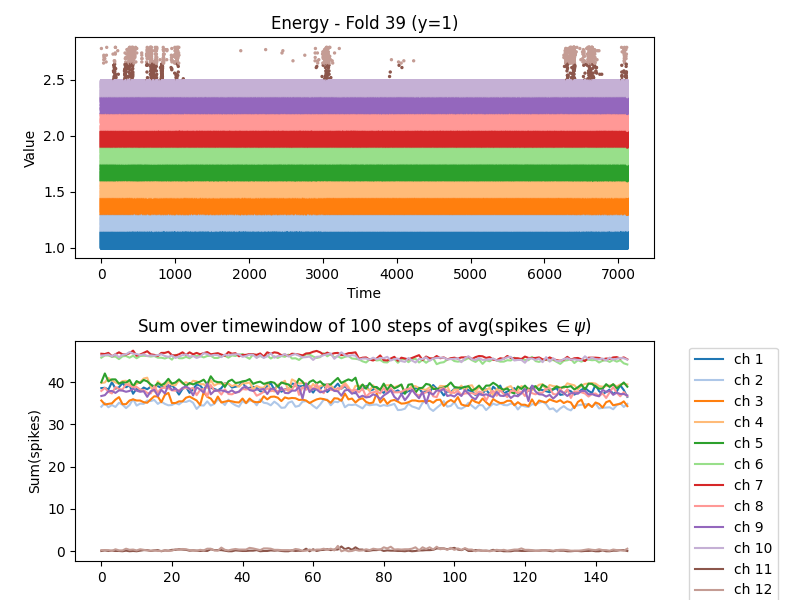 Energy - Fold 39 (y=1)
2.5
2.0
1.5
1.0
Value
0 1000 2000 3000 4000 5000 6000 7000
Time
Sum over timewindow of 100 steps of avg(spikes ∈ ψ)
40
30
20
10
0
Sum(spikes)
0 20 40 60 80 100 120 140
ch 1
ch 2
ch 3
ch 4
ch 5
ch 6
ch 7
ch 8
ch 9
ch 10
ch 11
ch 12